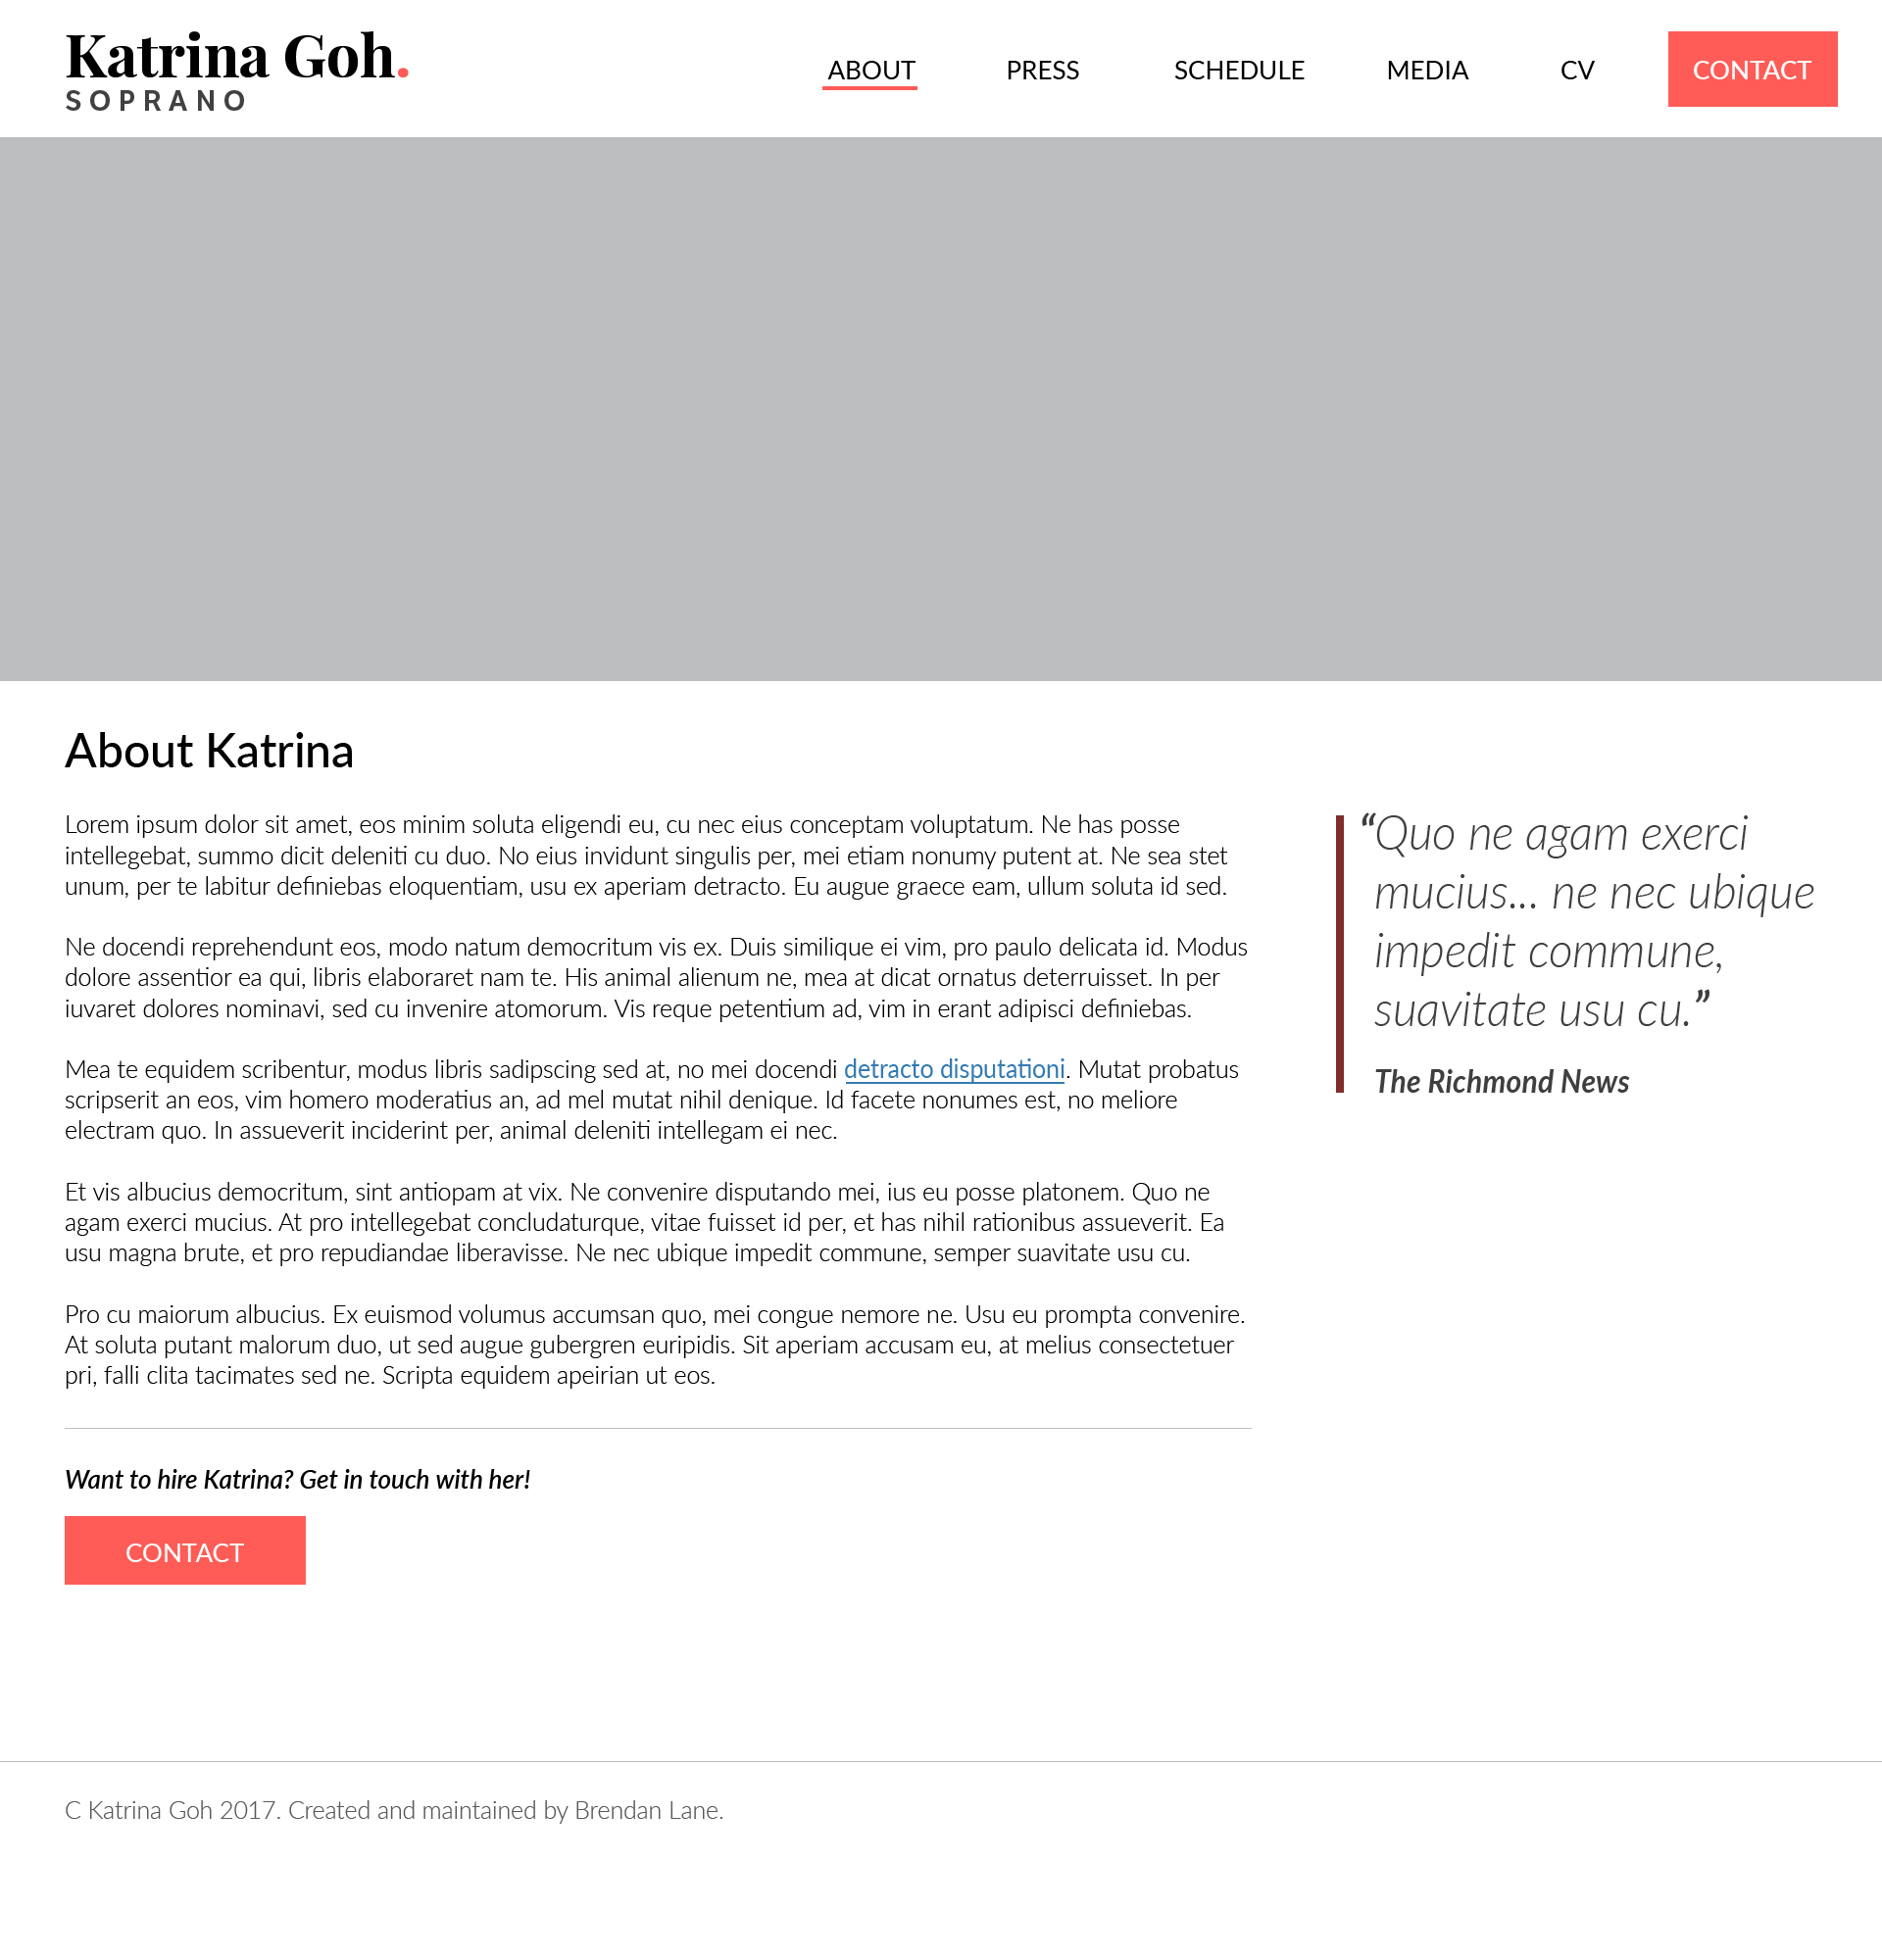 Katrina Goh.
SOPRANO
ABOUT PRESS SCHEDULE MEDIA CV CONTACT
About Katrina
Lorem ipsum dolor sit amet, eos minim soluta eligendi eu, cu nec eius conceptam voluptatum. Ne has posse
intellegebat, summo dicit deleniti cu duo. No eius invidunt singulis per, mei etiam nonumy putent at. Ne sea stet
unum, per te labitur definiebas eloquentiam, usu ex aperiam detracto. Eu augue graece eam, ullum soluta id sed.
Ne docendi reprehendunt eos, modo natum democritum vis ex. Duis similique ei vim, pro paulo delicata id. Modus
dolore assentior ea qui, libris elaboraret nam te. His animal alienum ne, mea at dicat ornatus deterruisset. In per
iuvaret dolores nominavi, sed cu invenire atomorum. Vis reque petentium ad, vim in erant adipisci definiebas.
Mea te equidem scribentur, modus libris sadipscing sed at, no mei docendi detracto disputationi. Mutat probatus
scripserit an eos, vim homero moderatius an, ad mel mutat nihil denique. Id facete nonumes est, no meliore
electram quo. In assueverit inciderint per, animal deleniti intellegam ei nec.
Et vis albucius democritum, sint antiopam at vix. Ne convenire disputando mei, ius eu posse platonem. Quo ne
agam exerci mucius. At pro intellegebat concludaturque, vitae fuisset id per, et has nihil rationibus assueverit. Ea
usu magna brute, et pro repudiandae liberavisse. Ne nec ubique impedit commune, semper suavitate usu cu.
Pro cu maiorum albucius. Ex euismod volumus accumsan quo, mei congue nemore ne. Usu eu prompta convenire.
At soluta putant malorum duo, ut sed augue gubergren euripidis. Sit aperiam accusam eu, at melius consectetuer
pri, falli clita tacimates sed ne. Scripta equidem apeirian ut eos.
Want to hire Katrina? Get in touch with her!
CONTACT
“Quo ne agam exerci
mucius... ne nec ubique
impedit commune,
suavitate usu cu.”
The Richmond News
C Katrina Goh 2017. Created and maintained by Brendan Lane.